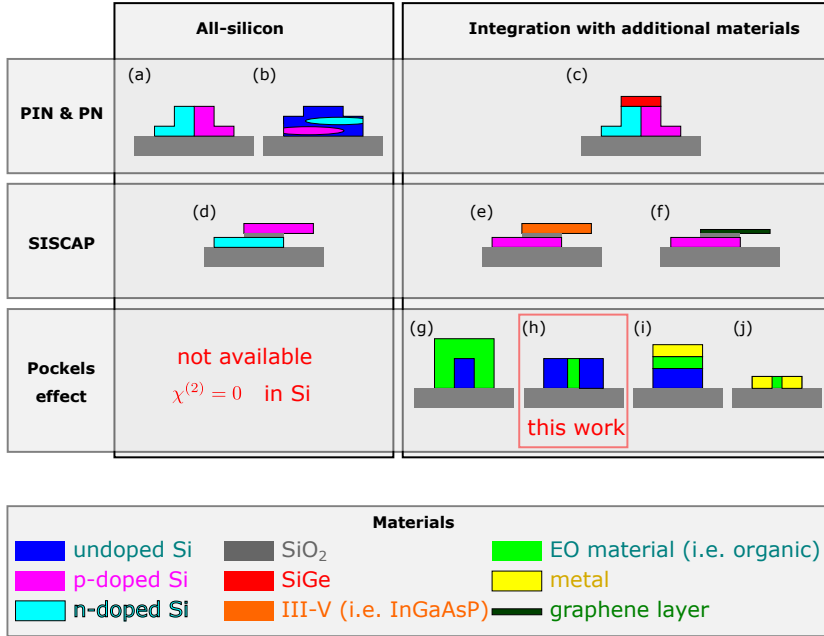 All-silicon
Integration with additional materials
PIN & PN
(a)
(b)
(c)
SISCAP
(d)
(e)
(f)
Pockels
effect
not available
χ⁽²⁾ = 0 in Si
(g)
(h)
(i)
(j)
this work
Materials
undoped Si
SiO₂
EO material (i.e. organic)
p-doped Si
SiGe
metal
n-doped Si
III-V (i.e. InGaAsP)
graphene layer